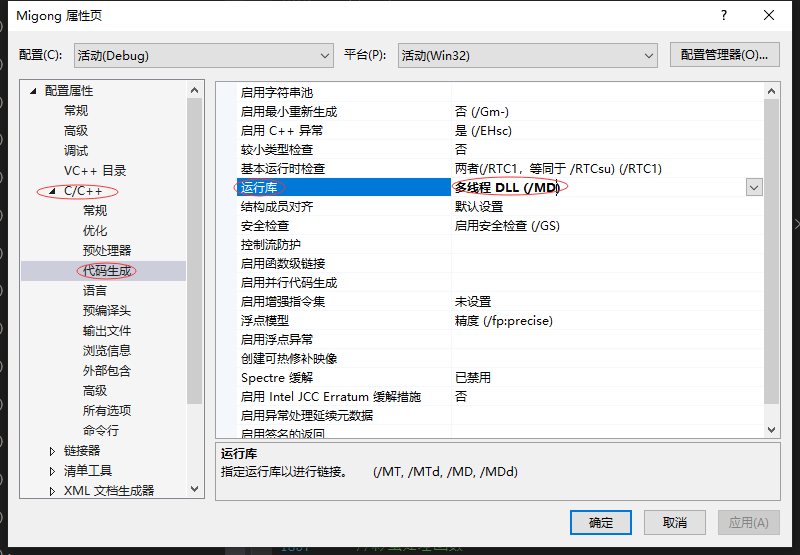 Migong 属性页
配置(C):
活动(Debug)
平台(P):
活动(Win32)
配置管理器(O)...
配置属性
常规
高级
调试
VC++ 目录
C/C++
常规
优化
预处理器
代码生成
语言
预编译头
输出文件
浏览信息
外部包含
高级
所有选项
命令行
链接器
清单工具
XML 文档生成器
启用字符串池
启用最小重新生成 否 (/Gm-)
启用 C++ 异常 是 (/EHsc)
较小类型检查 否
基本运行时检查 两者(/RTC1，等同于 /RTCsu) (/RTC1)
运行库 多线程 DLL (/MD)
结构成员对齐 默认设置
安全检查 启用安全检查 (/GS)
控制流防护
启用函数级链接
启用并行代码生成
启用增强指令集 未设置
浮点模型 精度 (/fp:precise)
启用浮点异常
创建可热修补映像
Spectre 缓解 已禁用
启用 Intel JCC Erratum 缓解措施 否
启用异常处理延续元数据
启用签名的返回
运行库
指定运行库以进行链接。 (/MT, /MTd, /MD, /MDd)
确定
取消
应用(A)